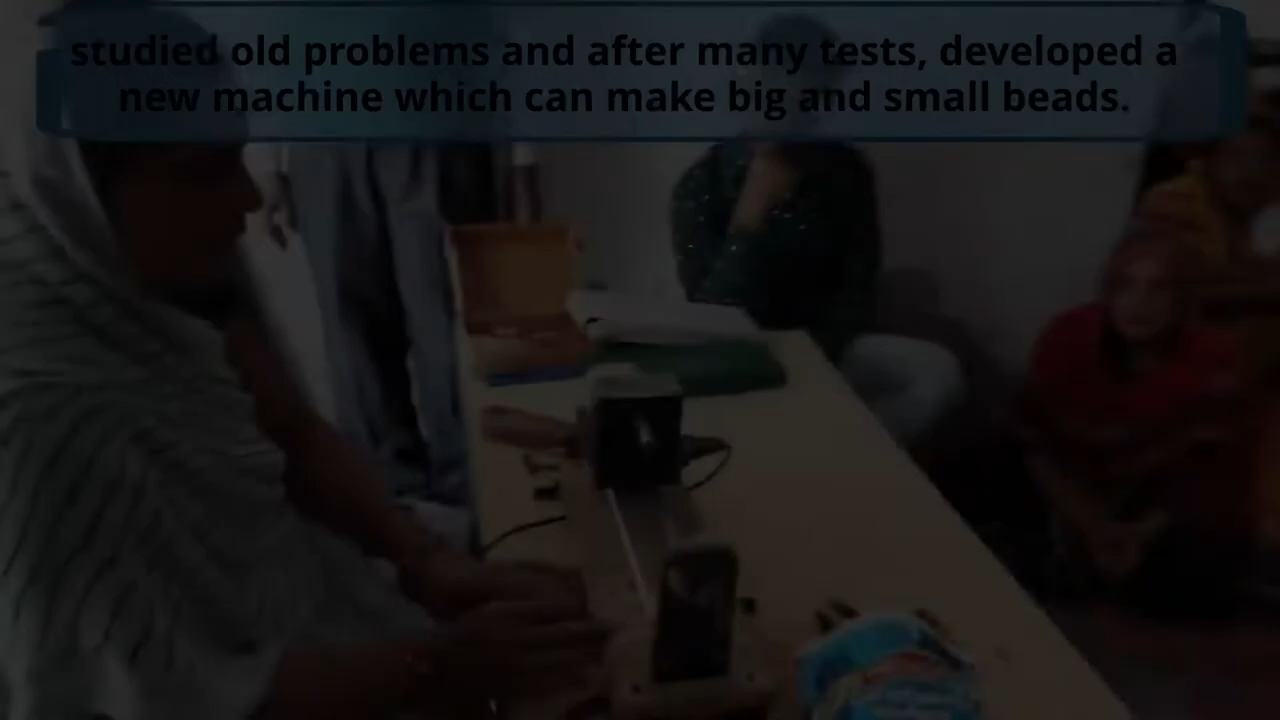 studied old problems and after many tests, developed a
new machine which can make big and small beads.